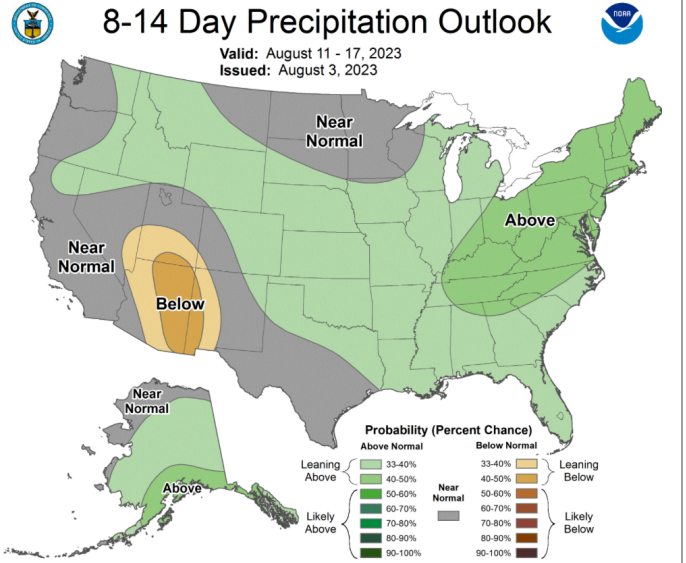 8-14 Day Precipitation Outlook
NOAA
Valid: August 11 - 17, 2023
Issued: August 3, 2023
Near
Normal
Above
Near
Normal
Below
Near
Normal
Above
Probability (Percent Chance)
Above Normal
Below Normal
Leaning
Above
33-40%
40-50%
Likely
Above
50-60%
60-70%
70-80%
80-90%
90-100%
Near
Normal
33-40%
40-50%
Leaning
Below
50-60%
60-70%
70-80%
80-90%
90-100%
Likely
Below